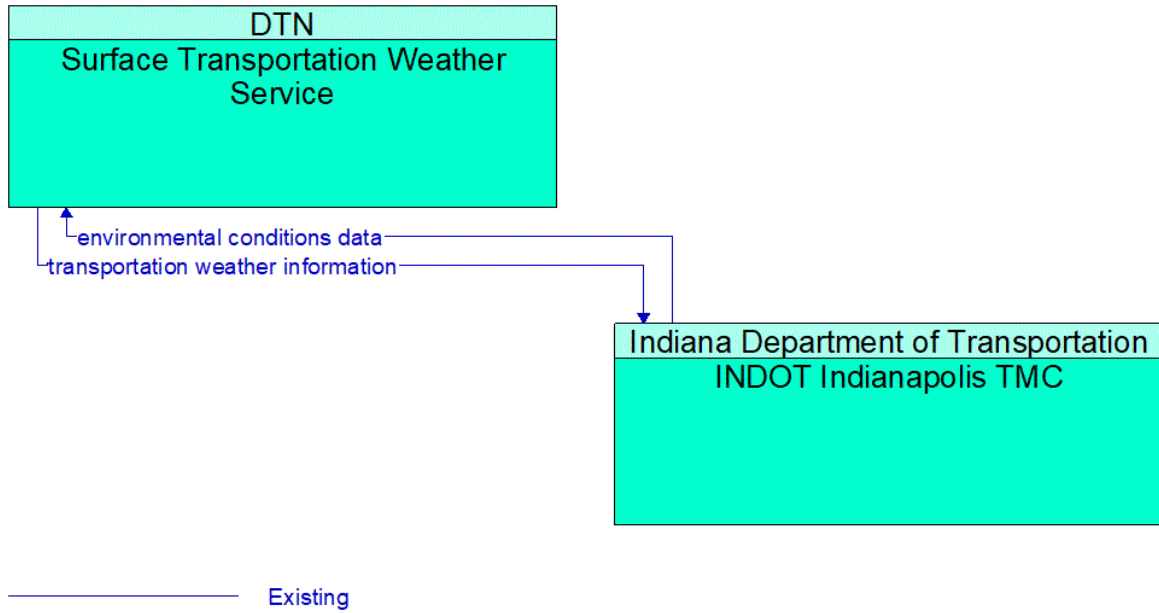 DTN
Surface Transportation Weather
Service
environmental conditions data
transportation weather information
Indiana Department of Transportation
INDOT Indianapolis TMC
Existing